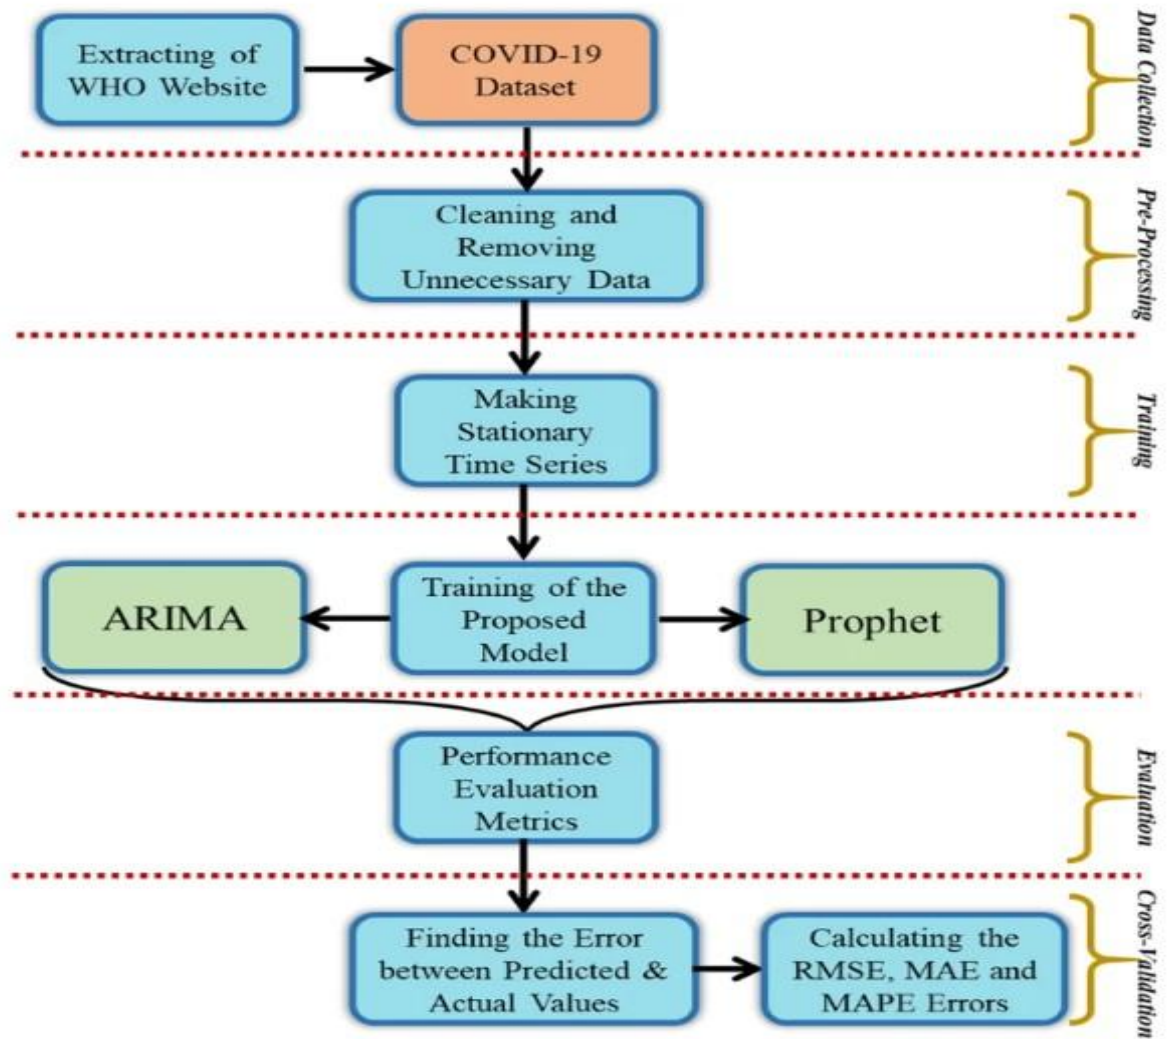 Extracting of
WHO Website
COVID-19
Dataset
Data Collection
Cleaning and
Removing
Unnecessary Data
Pre-Processing
Making
Stationary
Time Series
Training
ARIMA
Training of the
Proposed
Model
Prophet
Performance
Evaluation
Metrics
Evaluation
Finding the Error
between Predicted &
Actual Values
Calculating the
RMSE, MAE and
MAPE Errors
Cross-Validation